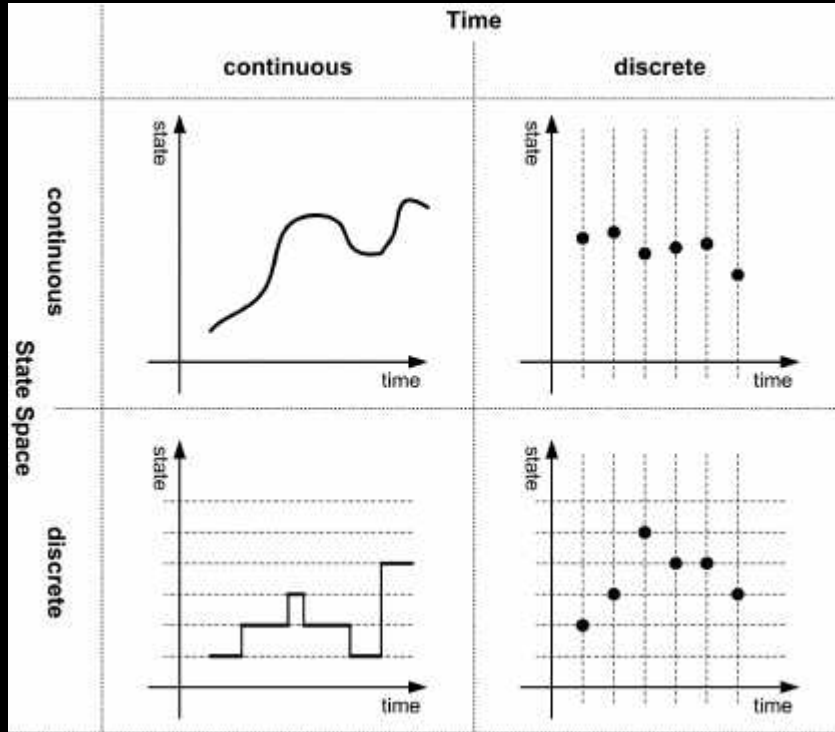 Time
continuous
discrete
State Space
continuous
state
time
state
time
discrete
state
time
state
time